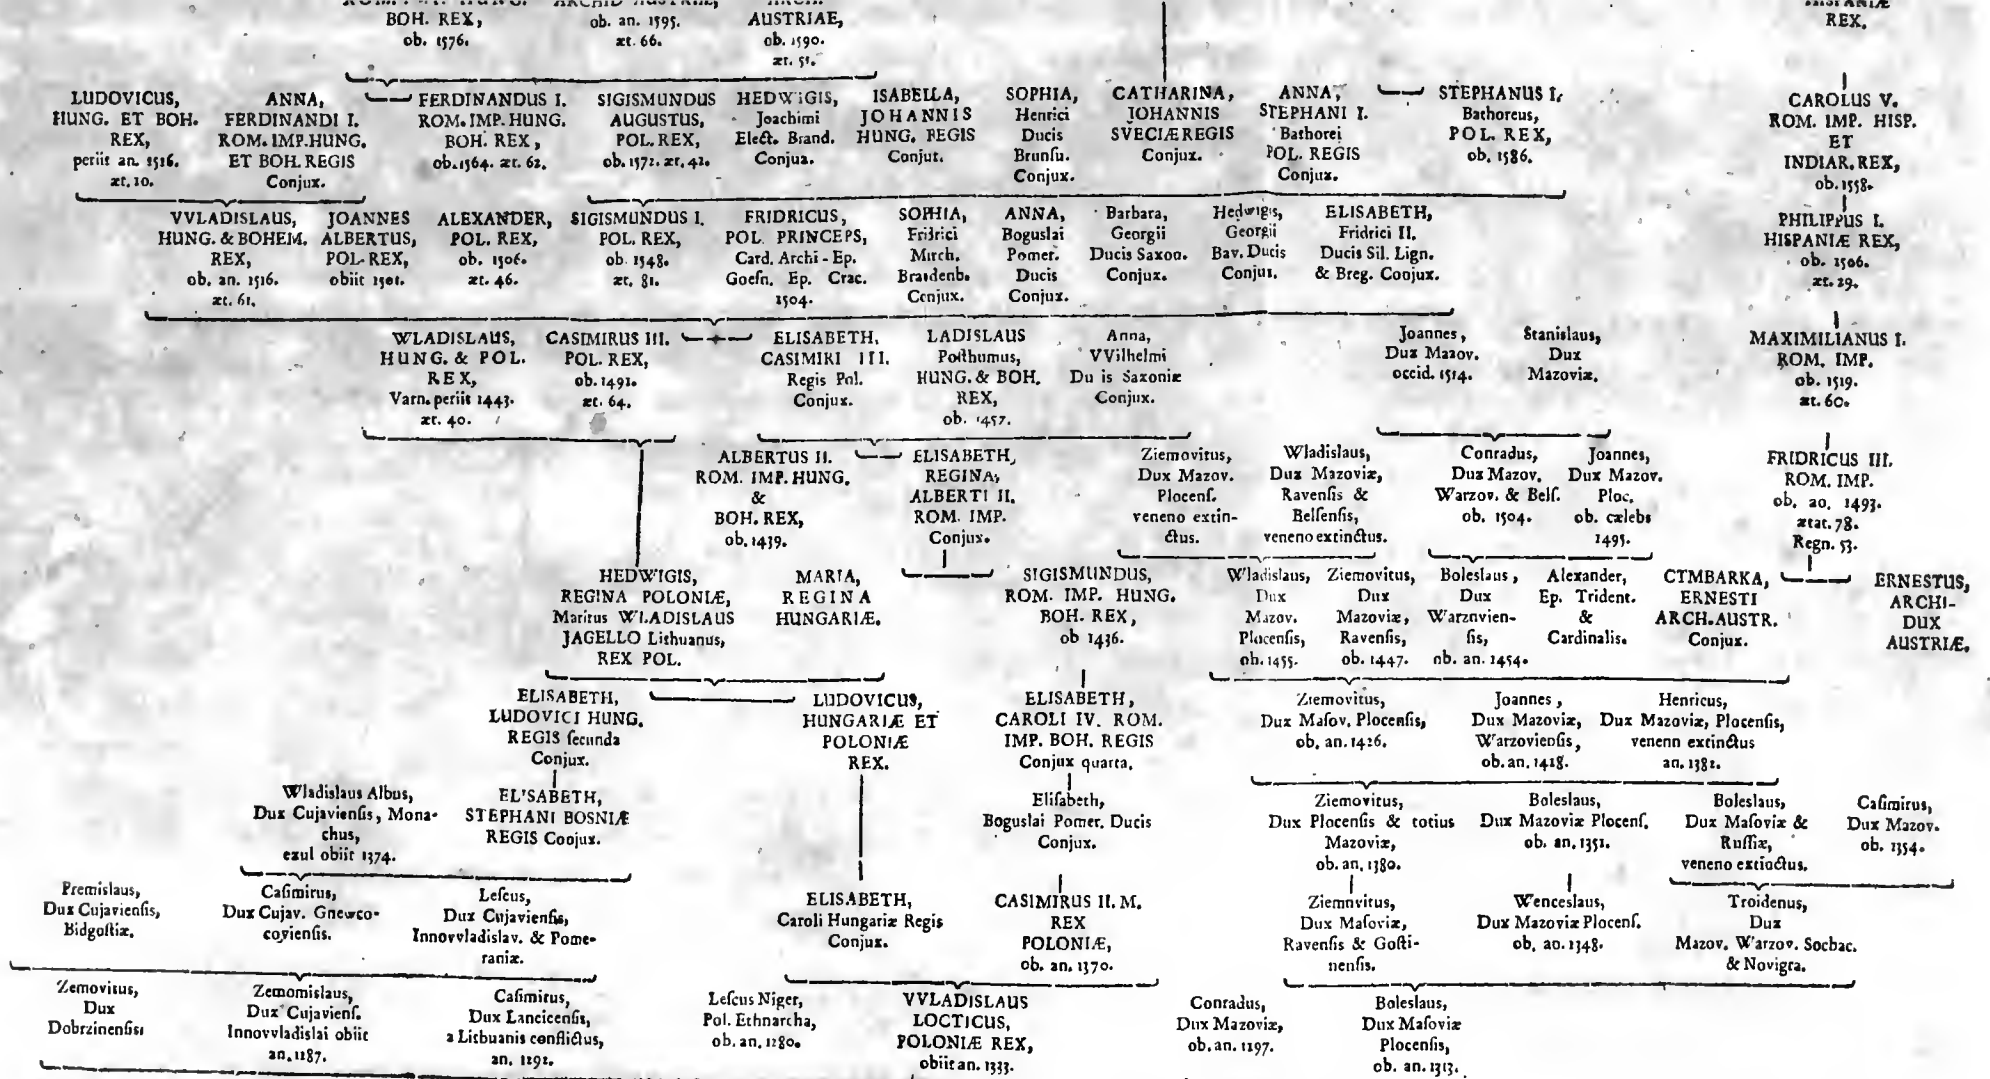 BOH. REX,
ob. 1576.
ob. an. 1595.
æt. 66.
AUSTRIAE,
ob. 1590.
æt. 51.
REX.
LUDOVICUS,
HUNG. ET BOH.
REX,
periit an. 1516.
æt. 10.
ANNA,
FERDINANDI I.
ROM. IMP. HUNG.
ET BOH. REGIS
Conjux.
FERDINANDUS I.
ROM. IMP. HUNG.
BOH. REX,
ob. 1564. æt. 62.
SIGISMUNDUS
AUGUSTUS,
POL. REX,
ob. 1572. æt. 42.
HEDWIGIS,
Joachimi
Elect. Brand.
Conjux.
ISABELLA,
JOHANNIS
HUNG. REGIS
Conjux.
SOPHIA,
Henrici
Ducis
Brunſu.
Conjux.
CATHARINA,
JOHANNIS
SVECIÆ REGIS
Conjux.
ANNA,
STEPHANI I.
Bathorei
POL. REGIS
Conjux.
STEPHANUS I.
Bathoreus,
POL. REX,
ob. 1586.
CAROLUS V.
ROM. IMP. HISP.
ET
INDIAR. REX,
ob. 1558.
VVLADISLAUS,
HUNG. & BOHEM.
REX,
ob. an. 1516.
æt. 61.
JOANNES
ALBERTUS,
POL. REX,
obiit 1501.
ALEXANDER,
POL. REX,
ob. 1506.
æt. 46.
SIGISMUNDUS I.
POL. REX,
ob. 1548.
æt. 81.
FRIDRICUS,
POL. PRINCEPS,
Card. Archi-Ep.
Goeſn. Ep. Crac.
1504.
SOPHIA,
Fridrici
March.
Brandenb.
Conjux.
ANNA,
Boguslai
Pomer.
Ducis
Conjux.
Barbara,
Georgii
Ducis Saxon.
Conjux.
Hedwigis,
Georgii
Bav. Ducis
Conjux.
ELISABETH,
Fridrici II.
Ducis Sil. Lign.
& Breg. Conjux.
PHILIPPUS I.
HISPANIÆ REX,
ob. 1506.
æt. 29.
WLADISLAUS,
HUNG. & POL.
REX,
Varn. periit 1443.
æt. 40.
CASIMIRUS III.
POL. REX,
ob. 1492.
æt. 64.
ELISABETH,
CASIMIRI III.
Regis Pol.
Conjux.
LADISLAUS
Poſthumus,
HUNG. & BOH.
REX,
ob. 1457.
Anna,
VVilhelmi
Du is Saxoniæ
Conjux.
Joannes,
Dux Mazov.
occid. 1514.
Stanislaus,
Dux
Mazoviæ.
MAXIMILIANUS I.
ROM. IMP.
ob. 1519.
æt. 60.
ALBERTUS II.
ROM. IMP. HUNG.
&
BOH. REX,
ob. 1439.
ELISABETH,
REGINA,
ALBERTI II.
ROM. IMP.
Conjux.
Ziemovitus,
Dux Mazov.
Plocenſ.
veneno extin-
ctus.
Wladislaus,
Dux Mazoviæ,
Ravenſis &
Belſenſis,
veneno extinctus.
Conradus,
Dux Mazov.
Warzov. & Belſ.
ob. 1504.
Joannes,
Dux Mazov.
Ploc.
ob. cælebs
1495.
FRIDRICUS III.
ROM. IMP.
ob. ao. 1493.
ætat. 78.
Regn. 53.
HEDWIGIS,
REGINA POLONIÆ,
Maritus WLADISLAUS
JAGELLO Lithuanus,
REX POL.
MARIA,
REGINA
HUNGARIÆ.
SIGISMUNDUS,
ROM. IMP. HUNG.
BOH. REX,
ob 1436.
Wladislaus,
Dux
Mazov.
Plocenſis,
ob. 1455.
Ziemovitus,
Dux
Mazoviæ,
Ravenſis,
ob. 1447.
Boleslaus,
Dux
Warznvien-
ſis,
ob. an. 1454.
Alexander,
Ep. Trident.
&
Cardinalis.
CTMBARKA,
ERNESTI
ARCH. AUSTR.
Conjux.
ERNESTUS,
ARCHI-
DUX
AUSTRIÆ.
ELISABETH,
LUDOVICI HUNG.
REGIS ſecunda
Conjux.
LUDOVICUS,
HUNGARIÆ ET
POLONIÆ
REX.
ELISABETH,
CAROLI IV. ROM.
IMP. BOH. REGIS
Conjux quarta.
Ziemovitus,
Dux Maſov. Plocenſis,
ob. an. 1426.
Joannes,
Dux Mazoviæ,
Warzovienſis,
ob. an. 1428.
Henricus,
Dux Mazoviæ, Plocenſis,
venenn extinctus
an. 1382.
Wladislaus Albus,
Dux Cujavienſis, Mona-
chus,
exul obiit 1374.
EL'SABETH,
STEPHANI BOSNIÆ
REGIS Coojux.
Eliſabeth,
Boguslai Pomer. Ducis
Conjux.
Ziemovitus,
Dux Plocenſis & totius
Mazoviæ,
ob. an. 1380.
Boleslaus,
Dux Mazoviæ Plocenſ.
ob. an. 1351.
Boleslaus,
Dux Maſoviæ &
Ruſſiæ,
veneno extinctus.
Caſimirus,
Dux Mazov.
ob. 1354.
Premislaus,
Dux Cujavienſis,
Bidgoſtiæ.
Caſimirus,
Dux Cujav. Gnewco-
covienſis.
Leſcus,
Dux Cujavienſis,
Innovvladislav. & Pome-
raniæ.
ELISABETH,
Caroli Hungariæ Regis
Conjux.
CASIMIRUS II. M.
REX
POLONIÆ,
ob. an. 1370.
Ziemnvitus,
Dux Maſoviæ,
Ravenſis & Goſti-
nenſis.
Wenceslaus,
Dux Mazoviæ Plocenſ.
ob. an. 1348.
Troidenus,
Dux
Mazov. Warzov. Socbac.
& Novigra.
Zemovitus,
Dux
Dobrzinenſis
Zemomislaus,
Dux Cujavienſ.
Innovvladislai obiit
an. 1287.
Caſimirus,
Dux Lancicenſis,
a Lithuanis conflictus,
an. 1292.
Leſcus Niger,
Pol. Ethnarcha,
ob. an. 1280.
VVLADISLAUS
LOCTICUS,
POLONIÆ REX,
obiit an. 1333.
Conradus,
Dux Mazoviæ,
ob. an. 1297.
Boleslaus,
Dux Maſoviæ
Plocenſis,
ob. an. 1313.